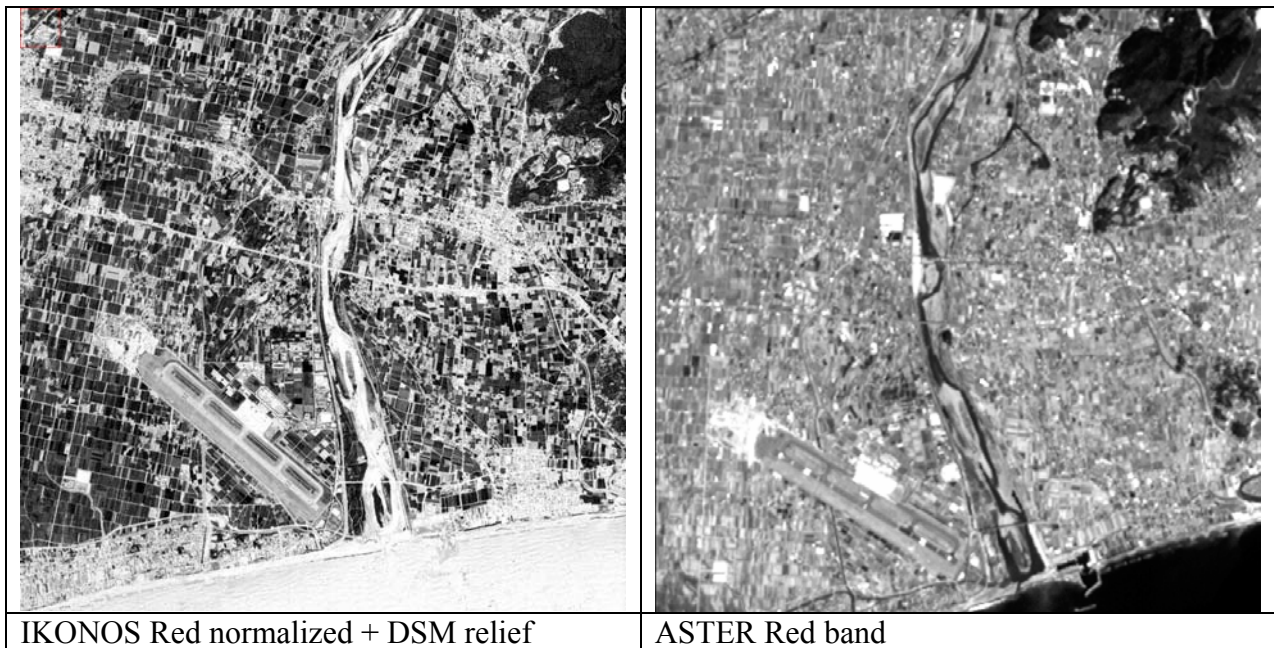 IKONOS Red normalized + DSM relief
ASTER Red band